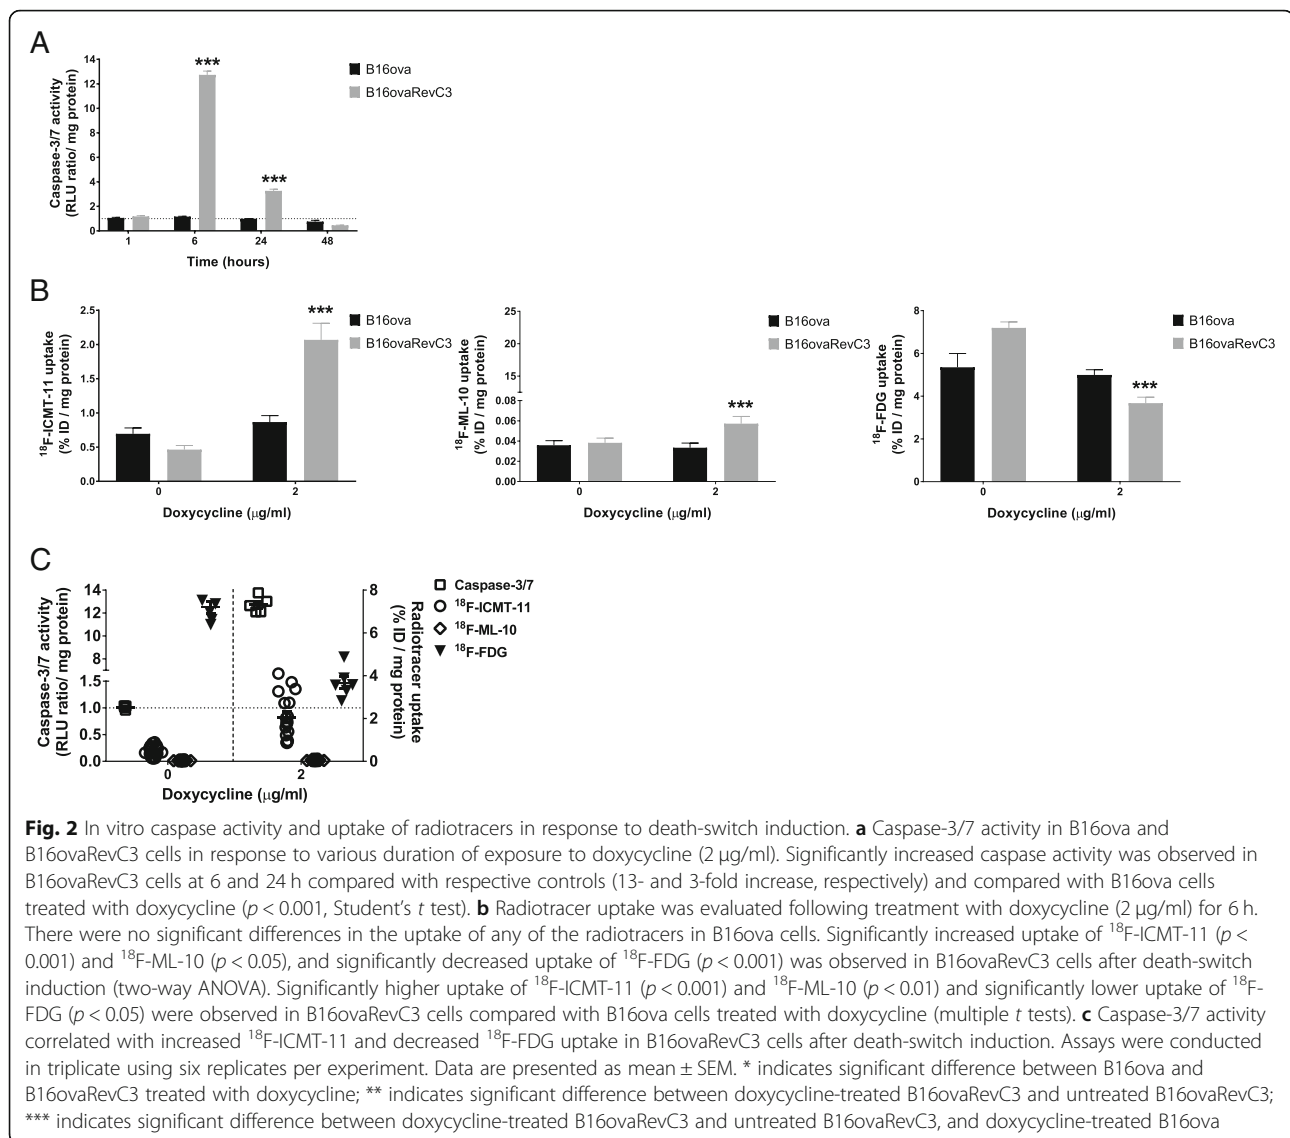 A
Caspase-3/7 activity
(RLU ratio/ mg protein)
14
12
10
8
6
4
2
0
***
***
1
6
24
48
Time (hours)
B16ova
B16ovaRevC3
B
18F-ICMT-11 uptake
(% ID / mg protein)
2.5
2.0
1.5
1.0
0.5
0.0
***
0
2
Doxycycline (μg/ml)
B16ova
B16ovaRevC3
18F-ML-10 uptake
(% ID / mg protein)
25
20
15
0.08
0.06
0.04
0.02
0.00
***
0
2
Doxycycline (μg/ml)
B16ova
B16ovaRevC3
18F-FDG uptake
(% ID / mg protein)
8
6
4
2
0
***
0
2
Doxycycline (μg/ml)
B16ova
B16ovaRevC3
C
Caspase-3/7 activity
(RLU ratio/ mg protein)
14
12
10
8
1.5
1.0
0.5
0.0
8
6
4
2
0
Radiotracer uptake
(% ID / mg protein)
0
2
Doxycycline (μg/ml)
Caspase-3/7
18F-ICMT-11
18F-ML-10
18F-FDG
Fig. 2 In vitro caspase activity and uptake of radiotracers in response to death-switch induction. a Caspase-3/7 activity in B16ova and
B16ovaRevC3 cells in response to various duration of exposure to doxycycline (2 μg/ml). Significantly increased caspase activity was observed in
B16ovaRevC3 cells at 6 and 24 h compared with respective controls (13- and 3-fold increase, respectively) and compared with B16ova cells
treated with doxycycline (p < 0.001, Student's t test). b Radiotracer uptake was evaluated following treatment with doxycycline (2 μg/ml) for 6 h.
There were no significant differences in the uptake of any of the radiotracers in B16ova cells. Significantly increased uptake of 18F-ICMT-11 (p <
0.001) and 18F-ML-10 (p < 0.05), and significantly decreased uptake of 18F-FDG (p < 0.001) was observed in B16ovaRevC3 cells after death-switch
induction (two-way ANOVA). Significantly higher uptake of 18F-ICMT-11 (p < 0.001) and 18F-ML-10 (p < 0.01) and significantly lower uptake of 18F-
FDG (p < 0.05) were observed in B16ovaRevC3 cells compared with B16ova cells treated with doxycycline (multiple t tests). c Caspase-3/7 activity
correlated with increased 18F-ICMT-11 and decreased 18F-FDG uptake in B16ovaRevC3 cells after death-switch induction. Assays were conducted
in triplicate using six replicates per experiment. Data are presented as mean ± SEM. * indicates significant difference between B16ova and
B16ovaRevC3 treated with doxycycline; ** indicates significant difference between doxycycline-treated B16ovaRevC3 and untreated B16ovaRevC3;
*** indicates significant difference between doxycycline-treated B16ovaRevC3 and untreated B16ovaRevC3, and doxycycline-treated B16ova